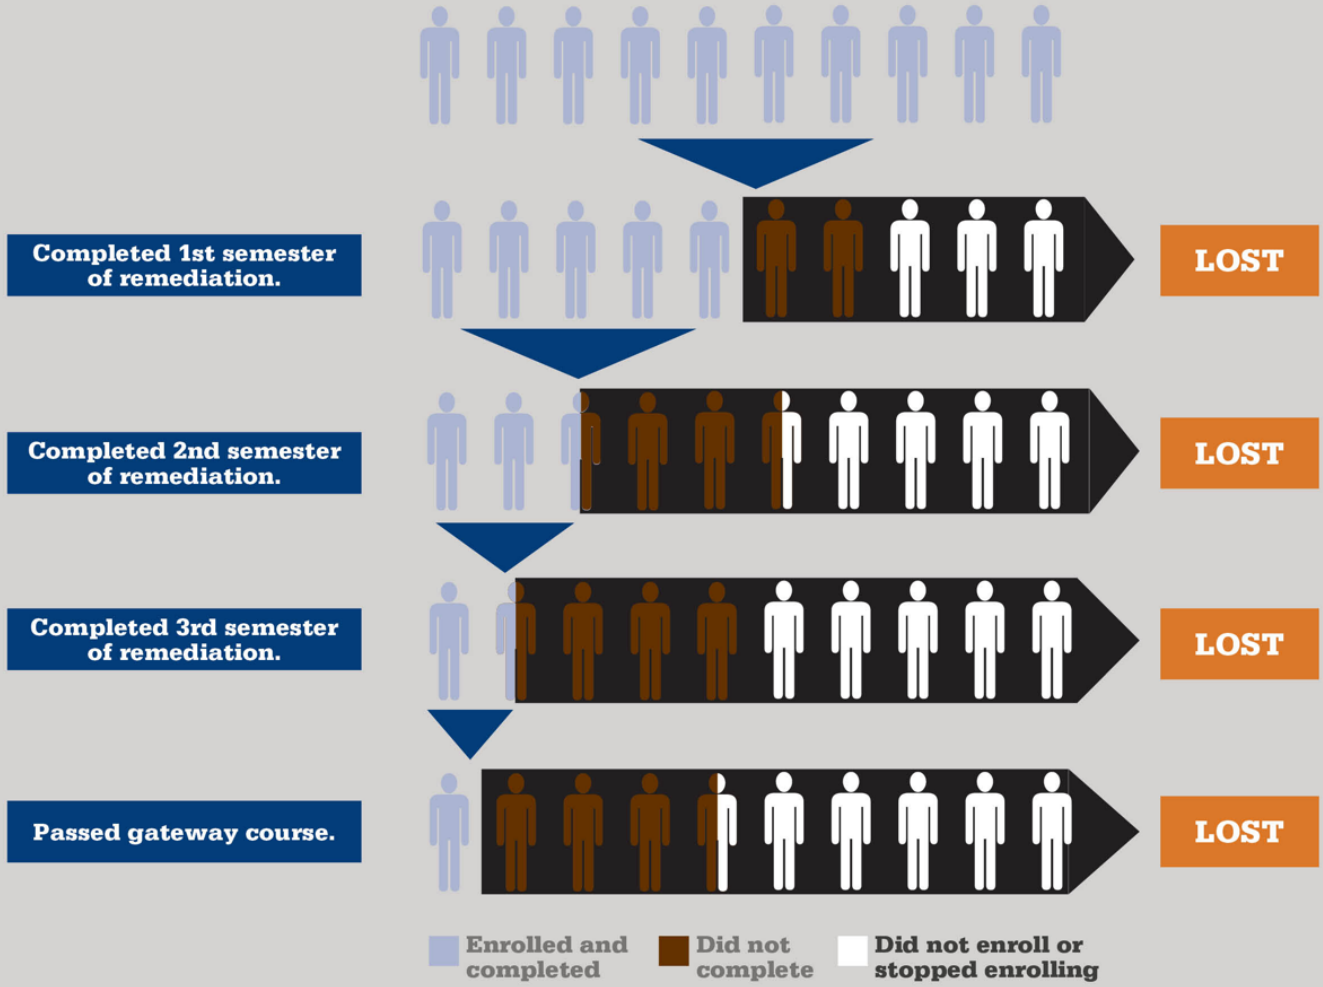 Completed 1st semester
of remediation.
LOST
Completed 2nd semester
of remediation.
LOST
Completed 3rd semester
of remediation.
LOST
Passed gateway course.
LOST
Enrolled and
completed
Did not
complete
Did not enroll or
stopped enrolling